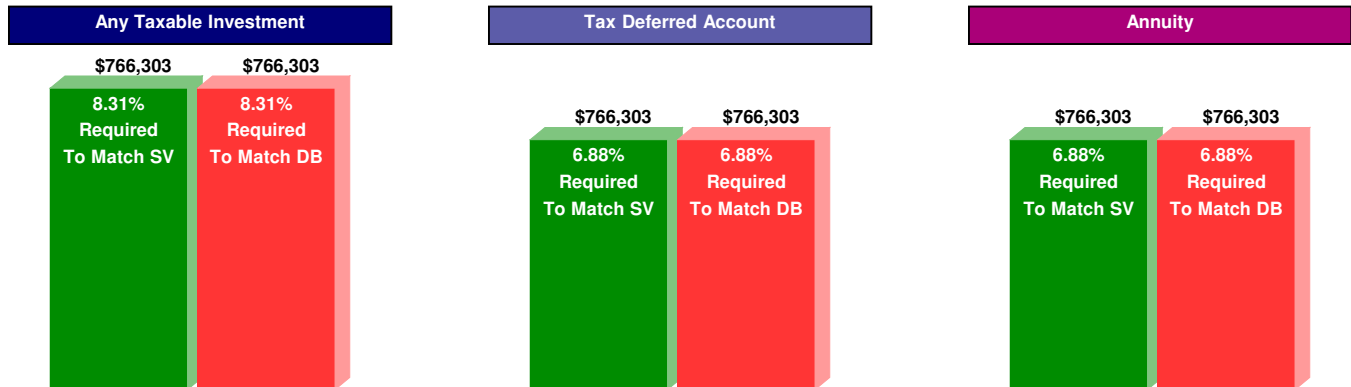 Any Taxable Investment
$766,303 $766,303
8.31%
Required
To Match SV
8.31%
Required
To Match DB
Tax Deferred Account
$766,303 $766,303
6.88%
Required
To Match SV
6.88%
Required
To Match DB
Annuity
$766,303 $766,303
6.88%
Required
To Match SV
6.88%
Required
To Match DB